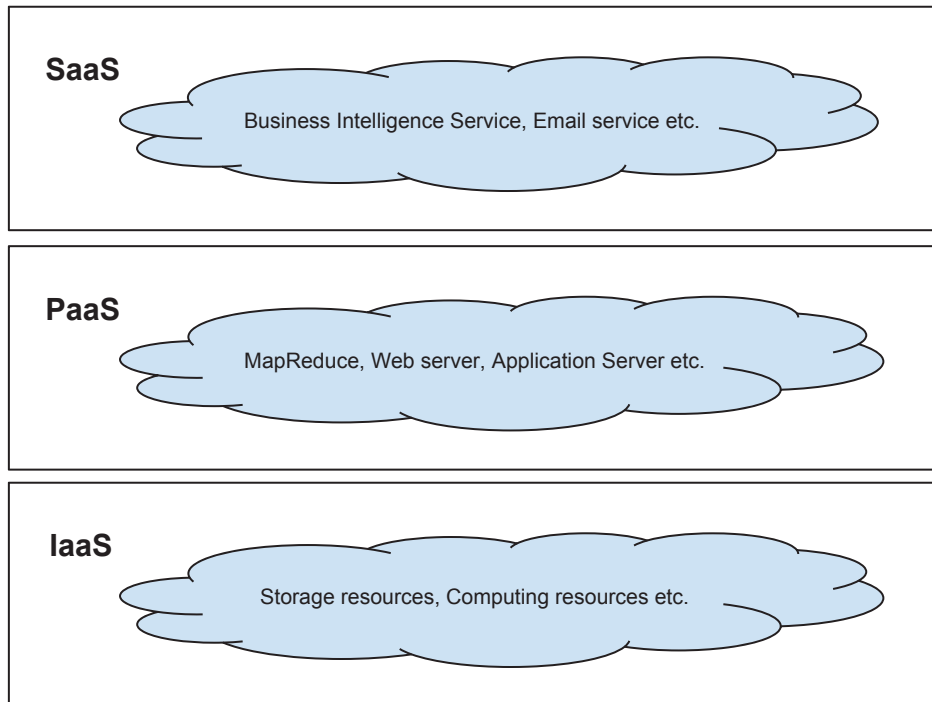 SaaS
Business Intelligence Service, Email service etc.
PaaS
MapReduce, Web server, Application Server etc.
IaaS
Storage resources, Computing resources etc.